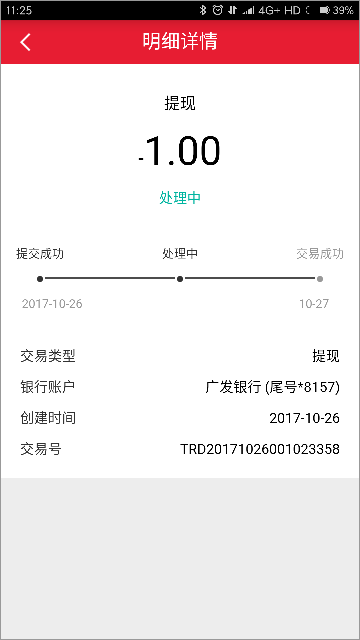 11:25 4G+ HD 39%
明细详情
提现
-1.00
处理中
提交成功 处理中 交易成功
2017-10-26 10-27
交易类型 提现
银行账户 广发银行 (尾号*8157)
创建时间 2017-10-26
交易号 TRD20171026001023358